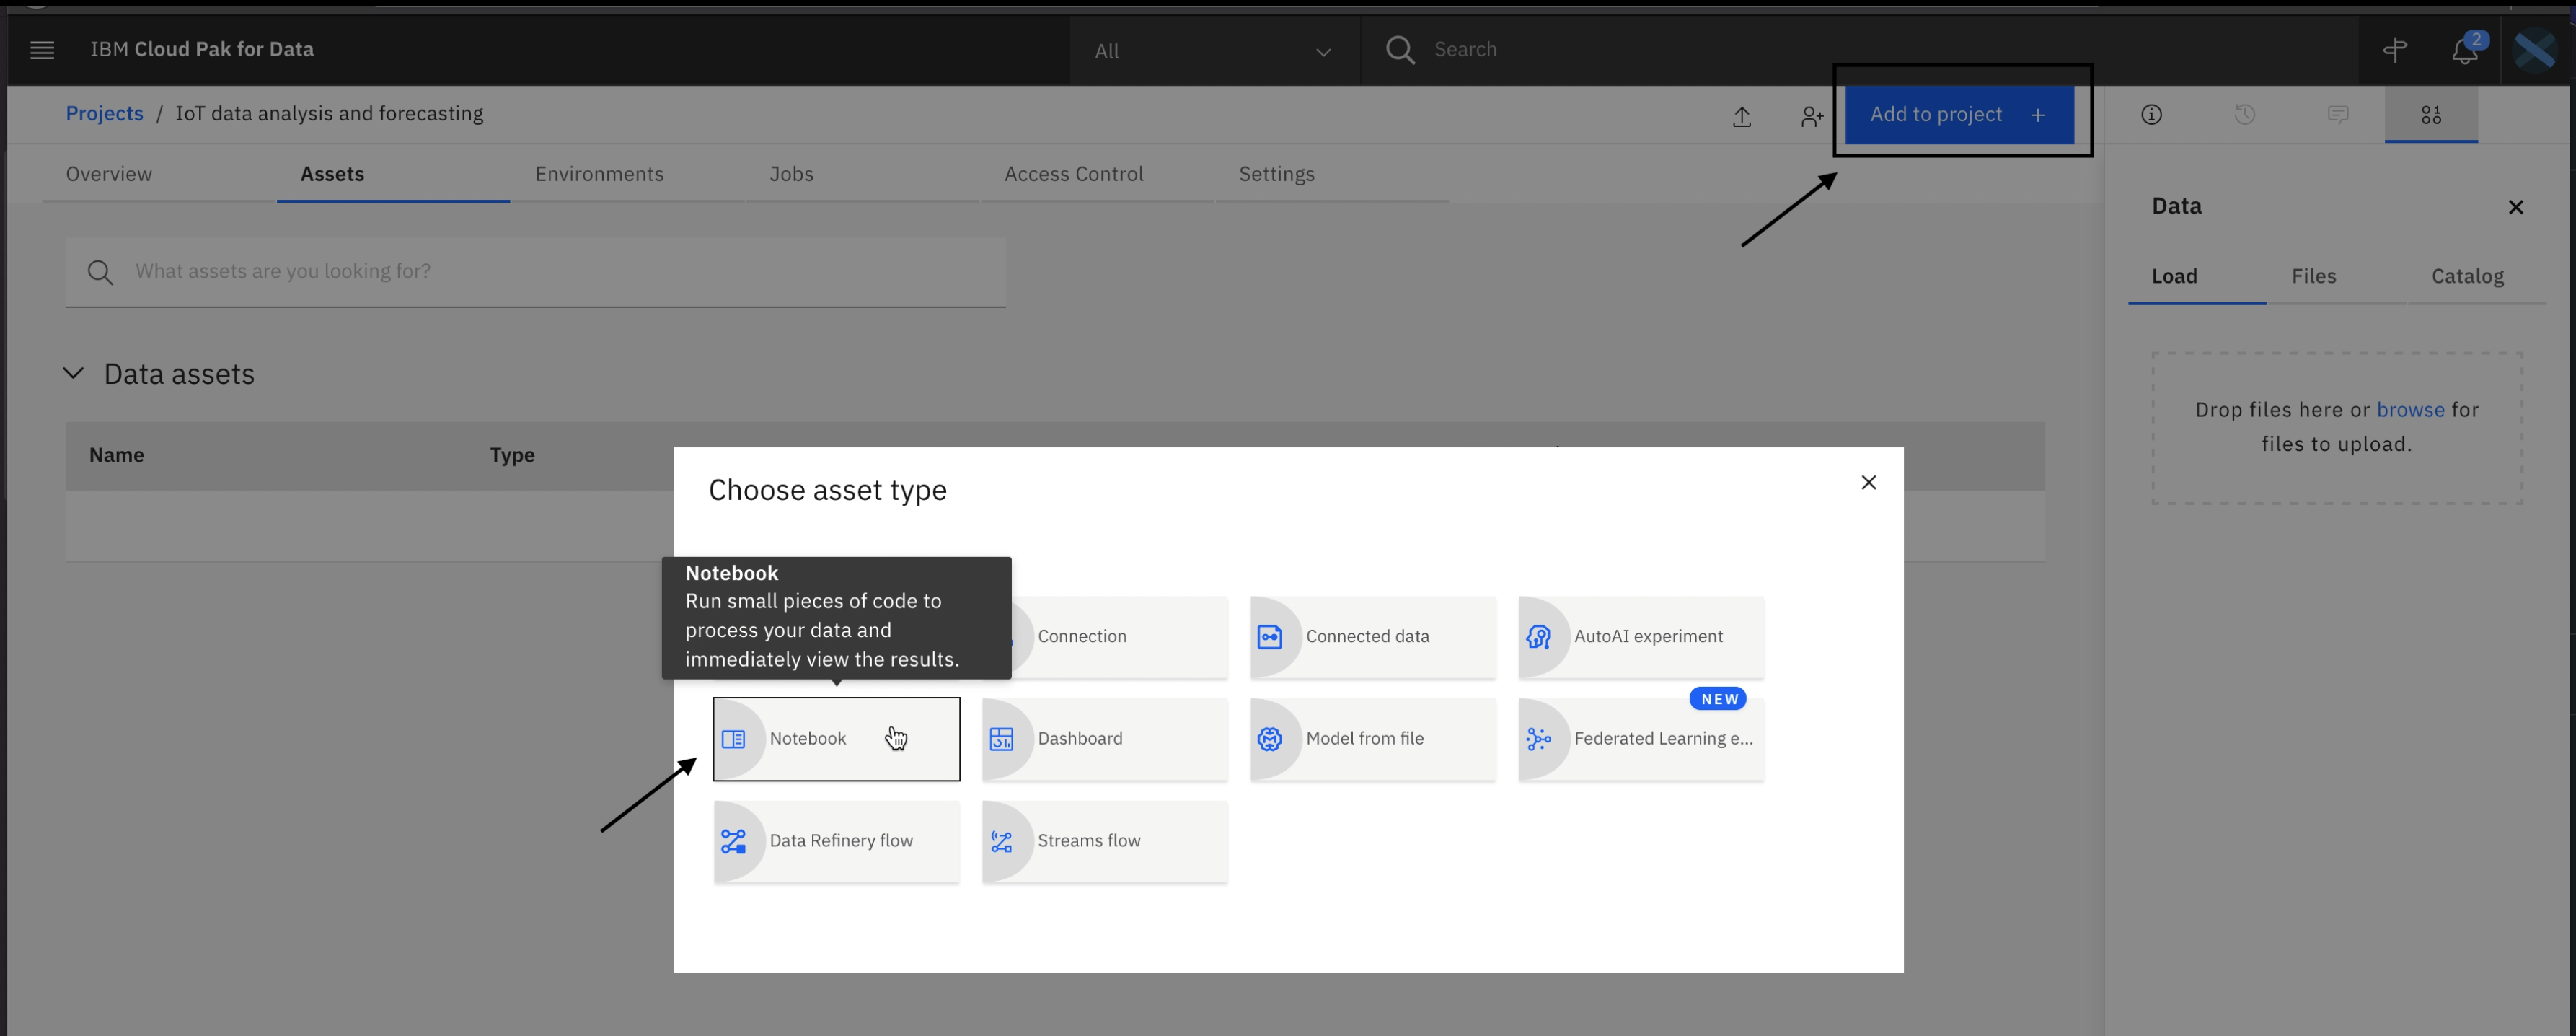 IBM Cloud Pak for Data
All
Search
2
Projects / IoT data analysis and forecasting
Add to project +
Overview
Assets
Environments
Jobs
Access Control
Settings
What assets are you looking for?
Data assets
Name
Type
Choose asset type
Notebook
Run small pieces of code to
process your data and
immediately view the results.
Connection
Connected data
AutoAI experiment
Notebook
Dashboard
Model from file
NEW
Federated Learning e...
Data Refinery flow
Streams flow
Data
Load
Files
Catalog
Drop files here or browse for
files to upload.